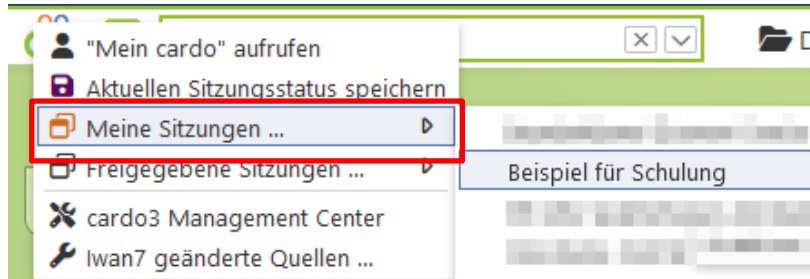 D
"Mein cardo" aufrufen
Aktuellen Sitzungsstatus speichern
Meine Sitzungen ...
Freigegebene Sitzungen ...
Beispiel für Schulung
cardo3 Management Center
Iwan7 geänderte Quellen ...